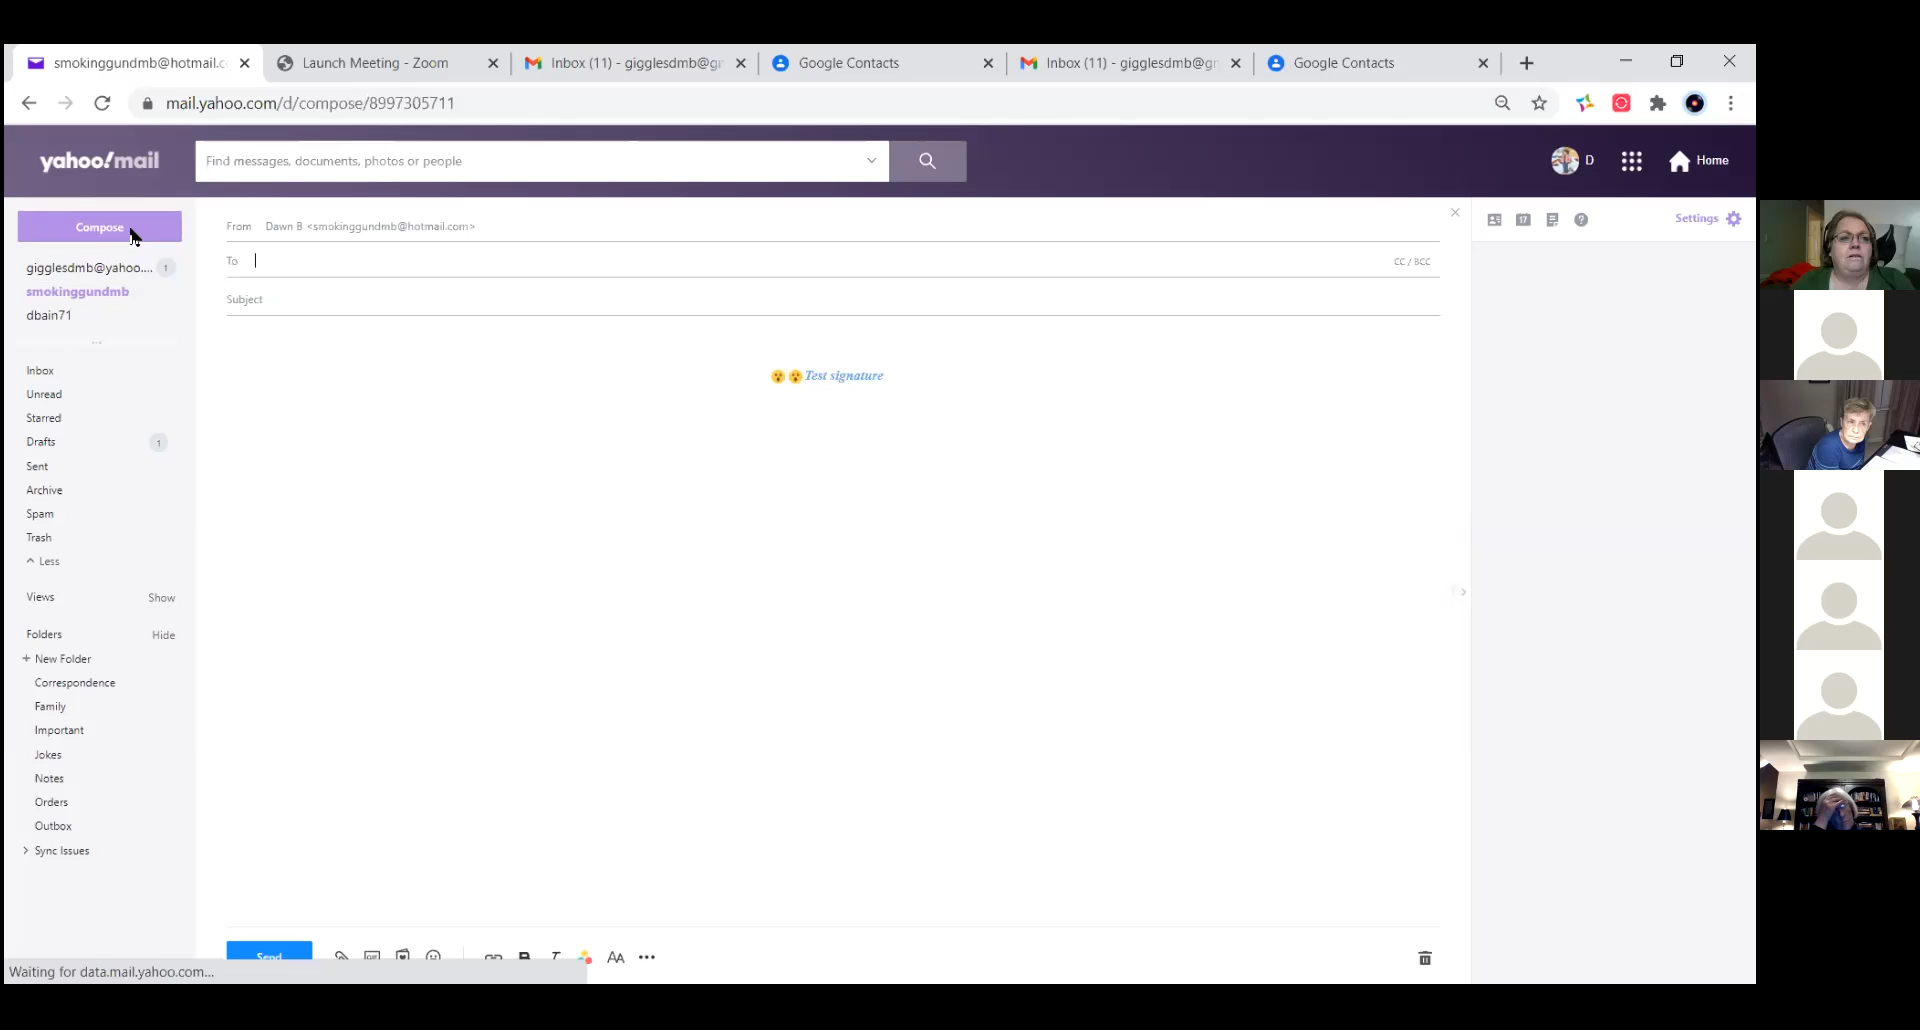 smokinggundmb@hotmail.c
Launch Meeting - Zoom
Inbox (11) - gigglesdmb@gr
Google Contacts
Inbox (11) - gigglesdmb@gr
Google Contacts
mail.yahoo.com/d/compose/8997305711
yahoo!mail
Find messages, documents, photos or people
D
Home
Compose
From Dawn B <smokinggundmb@hotmail.com>
17
Settings
To
CC / BCC
gigglesdmb@yahoo.... 1
smokinggundmb
Subject
dbain71
...
Inbox
😮😮Test signature
Unread
Starred
Drafts 1
Sent
Archive
Spam
Trash
Less
Views Show
Folders Hide
+ New Folder
Correspondence
Family
Important
Jokes
Notes
Orders
Outbox
Sync Issues
Send
GIF
B
I
AA
Waiting for data.mail.yahoo.com...